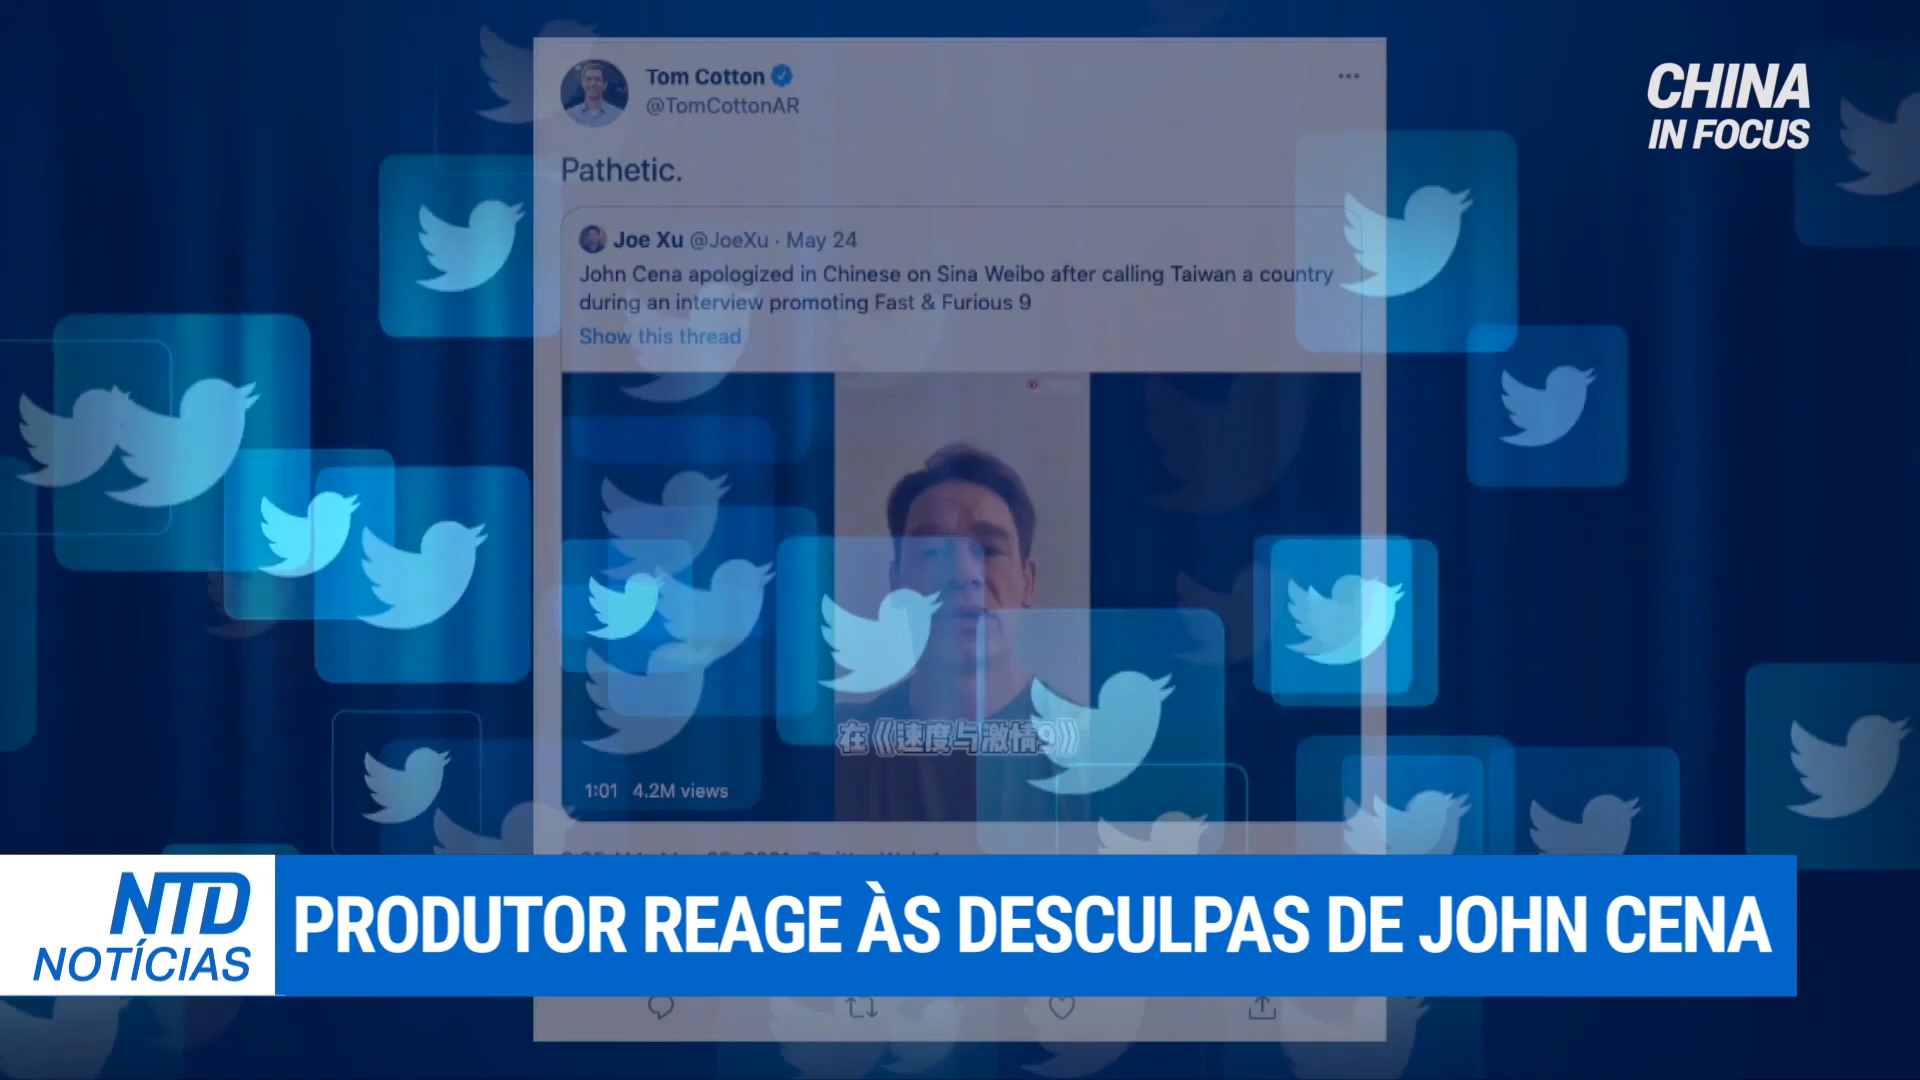 CHINA
IN FOCUS
Tom Cotton
@TomCottonAR
Pathetic.
Joe Xu @JoeXu · May 24
John Cena apologized in Chinese on Sina Weibo after calling Taiwan a country
during an interview promoting Fast & Furious 9
Show this thread
在《速度与激情9》
1:01 4.2M views
NTD
NOTÍCIAS
PRODUTOR REAGE ÀS DESCULPAS DE JOHN CENA